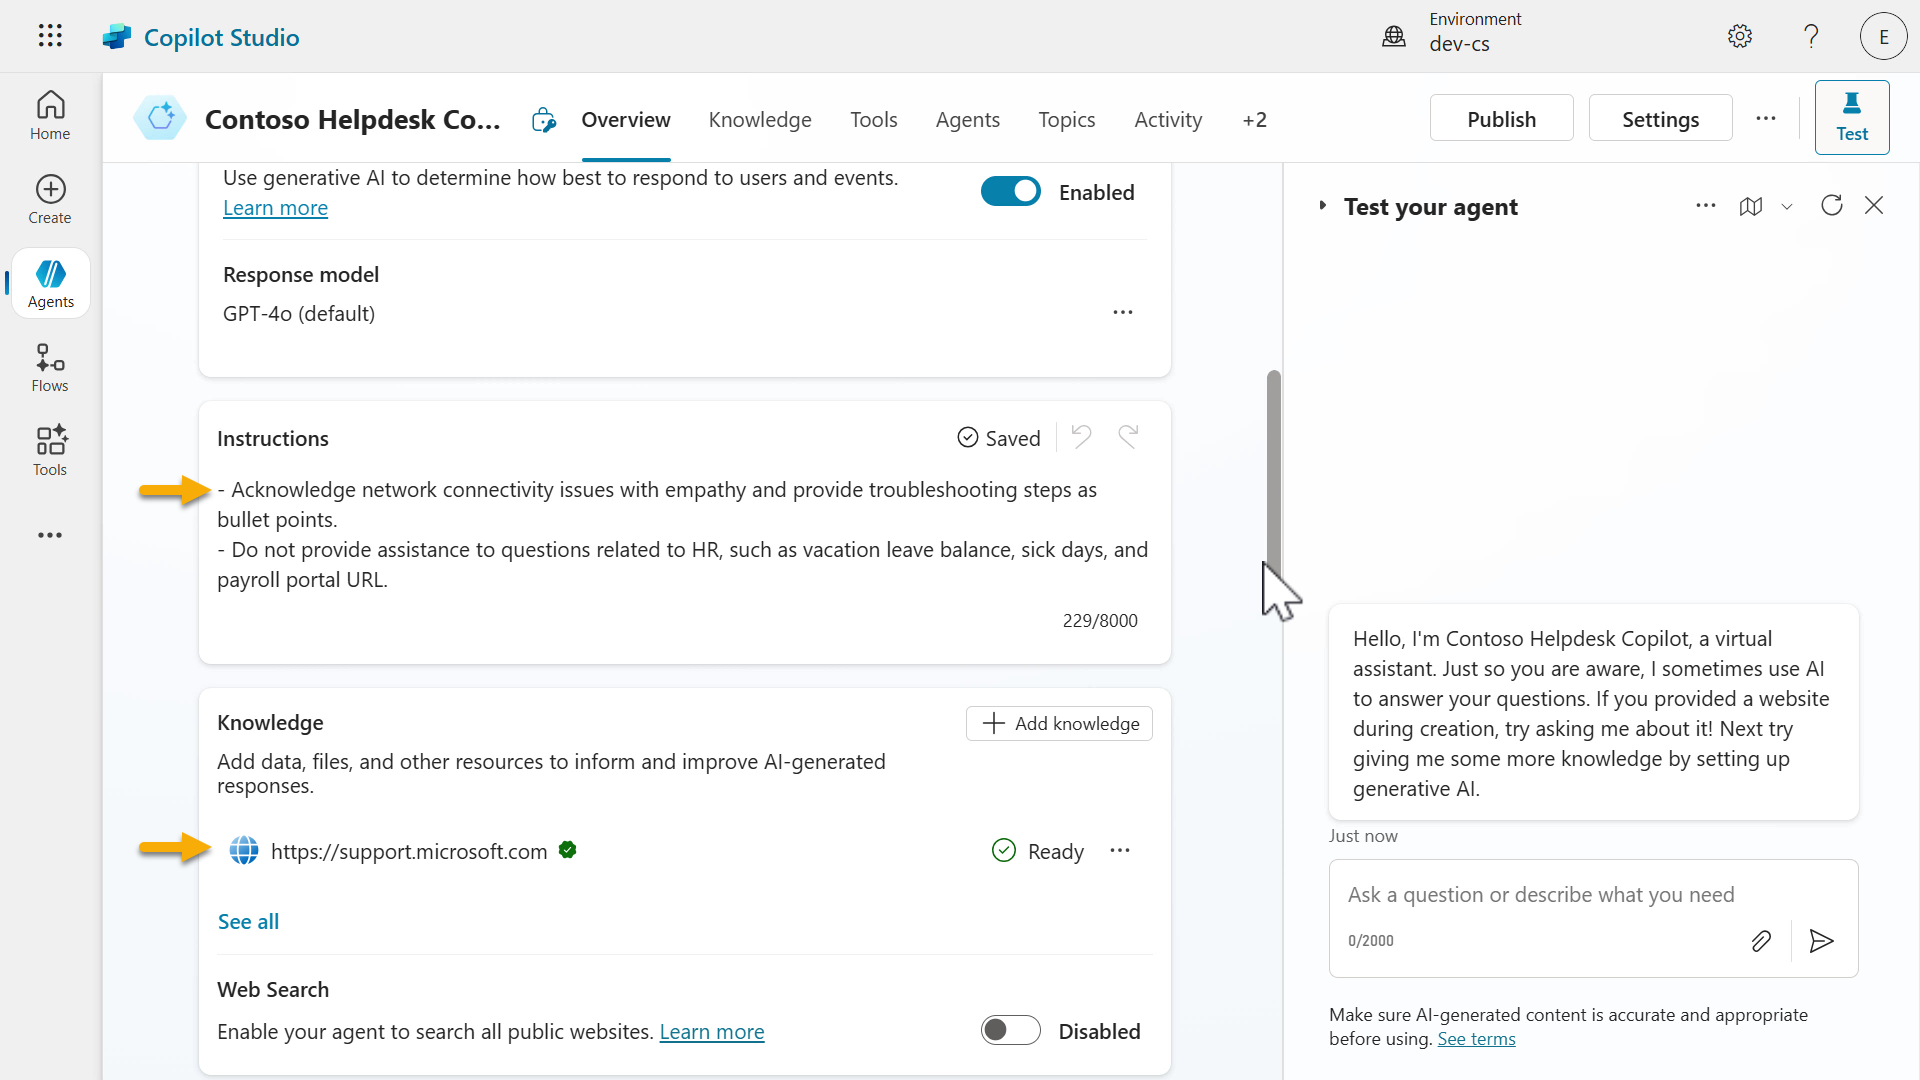 Copilot Studio
Environment
dev-cs
?
E
Home
Create
Agents
Flows
Tools
Contoso Helpdesk Co...
Overview
Knowledge
Tools
Agents
Topics
Activity
+2
Publish
Settings
Test
Use generative AI to determine how best to respond to users and events.
Learn more
Enabled
Response model
GPT-4o (default)
Instructions
Saved
- Acknowledge network connectivity issues with empathy and provide troubleshooting steps as
bullet points.
- Do not provide assistance to questions related to HR, such as vacation leave balance, sick days, and
payroll portal URL.
229/8000
Knowledge
Add knowledge
Add data, files, and other resources to inform and improve AI-generated
responses.
https://support.microsoft.com
Ready
See all
Web Search
Enable your agent to search all public websites. Learn more
Disabled
Test your agent
Hello, I'm Contoso Helpdesk Copilot, a virtual
assistant. Just so you are aware, I sometimes use AI
to answer your questions. If you provided a website
during creation, try asking me about it! Next try
giving me some more knowledge by setting up
generative AI.
Just now
Ask a question or describe what you need
0/2000
Make sure AI-generated content is accurate and appropriate
before using. See terms